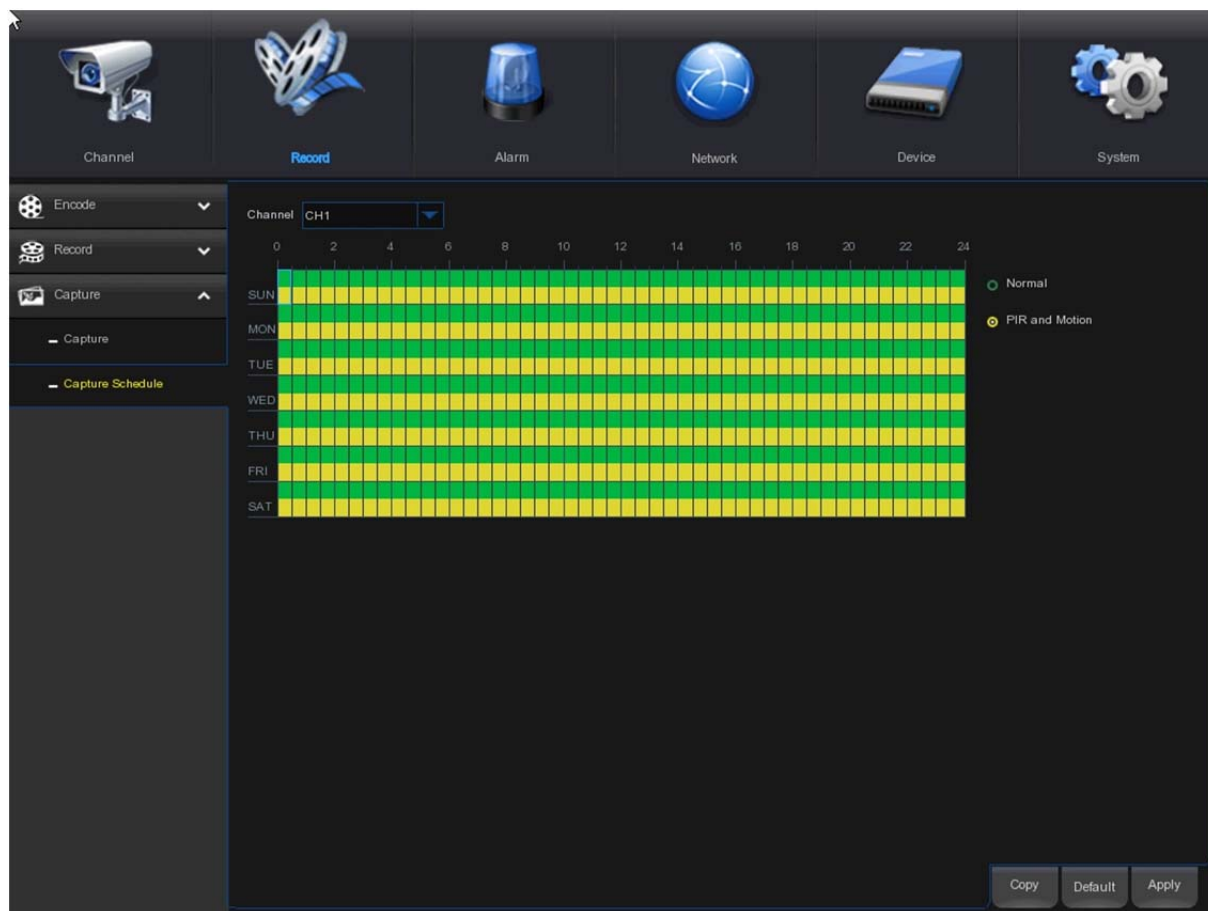 Channel Record Alarm Network Device System
Encode
Record
Capture
Capture
Capture Schedule
Channel CH1
0 2 4 6 8 10 12 14 16 18 20 22 24
SUN
MON
TUE
WED
THU
FRI
SAT
Normal
PIR and Motion
Copy Default Apply